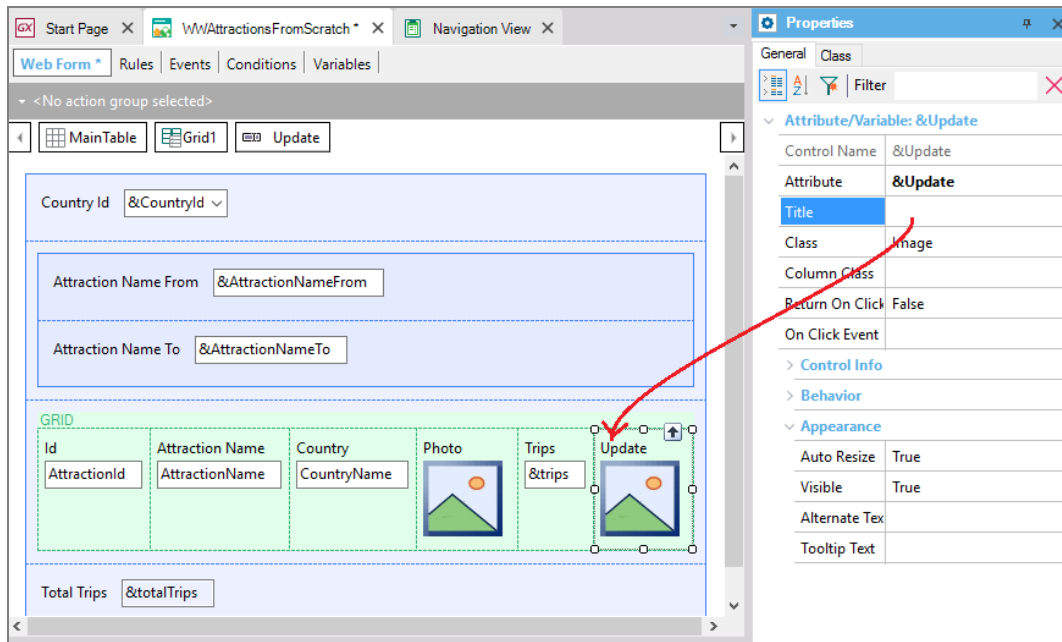 GX Start Page X WWAttractionsFromScratch * X Navigation View X
Web Form * Rules Events Conditions Variables
<No action group selected>
MainTable Grid1 Update
Country Id &CountryId
Attraction Name From &AttractionNameFrom
Attraction Name To &AttractionNameTo
GRID
Id Attraction Name Country Photo Trips Update
AttractionId AttractionName CountryName &trips
Total Trips &totalTrips
Properties
General Class
Filter
Attribute/Variable: &Update
Control Name &Update
Attribute &Update
Title
Class Image
Column Class
Return On Click False
On Click Event
Control Info
Behavior
Appearance
Auto Resize True
Visible True
Alternate Tex
Tooltip Text